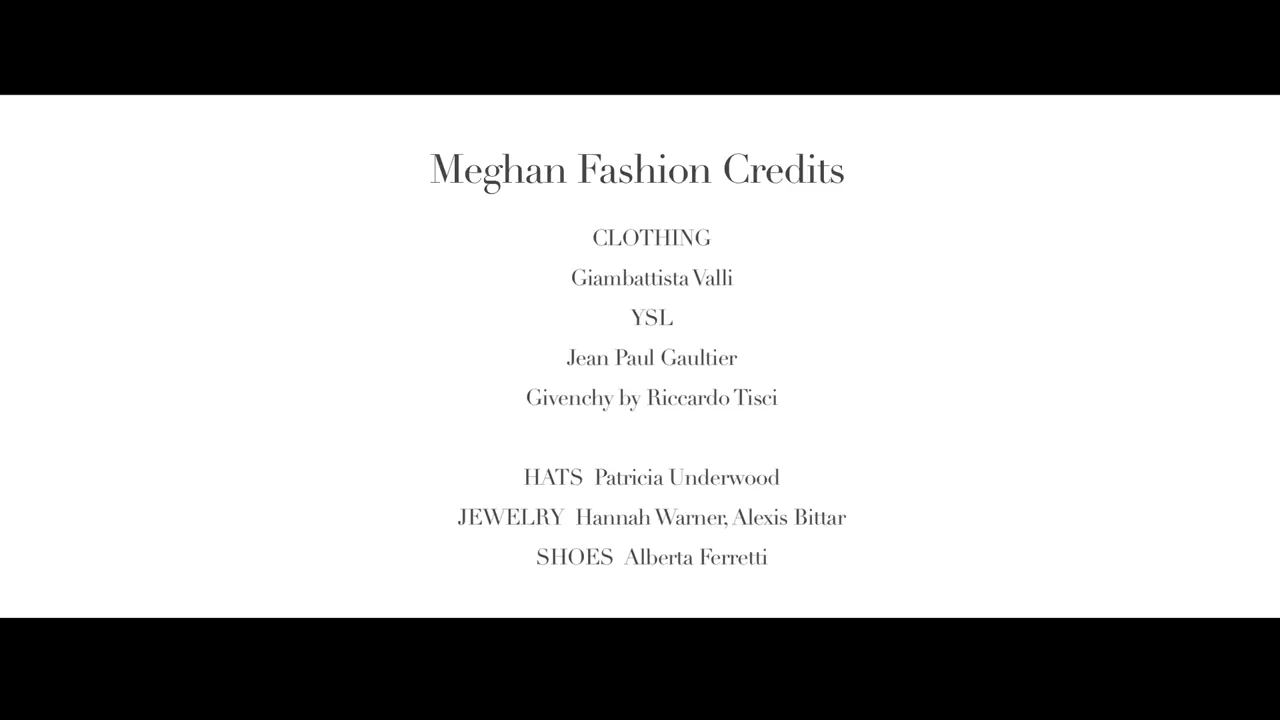 Meghan Fashion Credits
CLOTHING
Giambattista Valli
YSL
Jean Paul Gaultier
Givenchy by Riccardo Tisci
HATS Patricia Underwood
JEWELRY Hannah Warner, Alexis Bittar
SHOES Alberta Ferretti